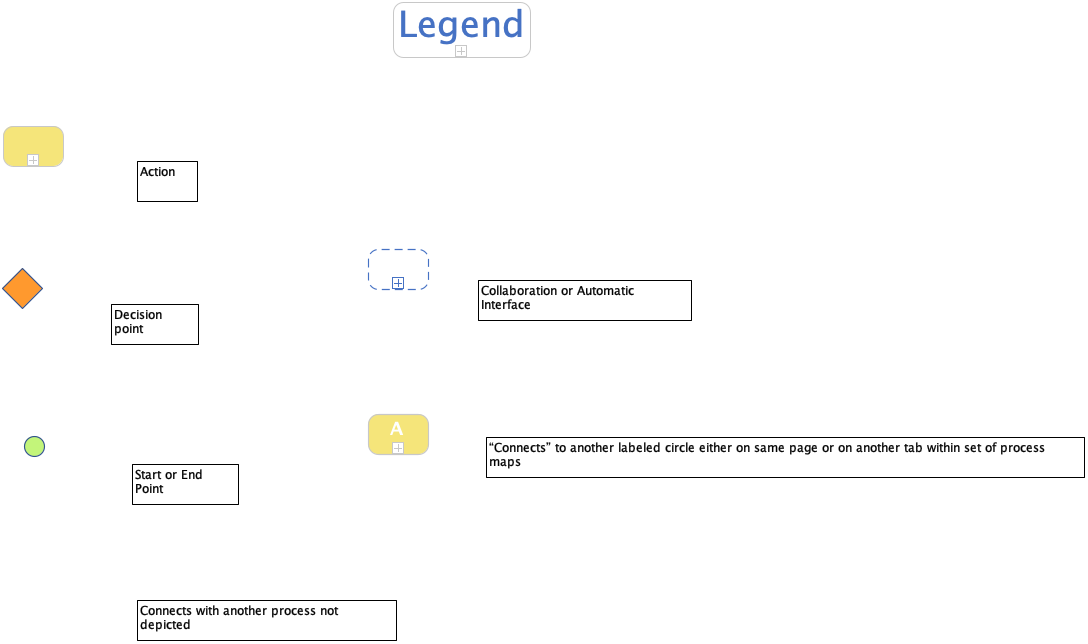 Legend
Action
Decision
point
Collaboration or Automatic
Interface
Start or End
Point
A
“Connects” to another labeled circle either on same page or on another tab within set of process
maps
Connects with another process not
depicted